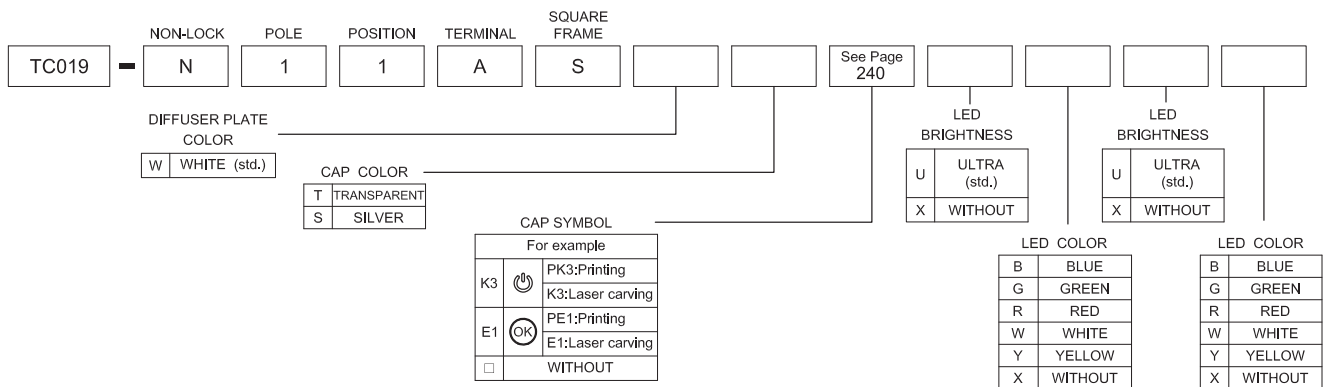 NON-LOCK POLE POSITION TERMINAL SQUARE FRAME
TC019 - N 1 1 A S See Page 240
DIFFUSER PLATE
COLOR
W WHITE (std.)
CAP COLOR
T TRANSPARENT
S SILVER
CAP SYMBOL
For example
K3 PK3:Printing
K3:Laser carving
E1 OK PE1:Printing
E1:Laser carving
□ WITHOUT
LED
BRIGHTNESS
U ULTRA
(std.)
X WITHOUT
LED COLOR
B BLUE
G GREEN
R RED
W WHITE
Y YELLOW
X WITHOUT
LED
BRIGHTNESS
U ULTRA
(std.)
X WITHOUT
LED COLOR
B BLUE
G GREEN
R RED
W WHITE
Y YELLOW
X WITHOUT